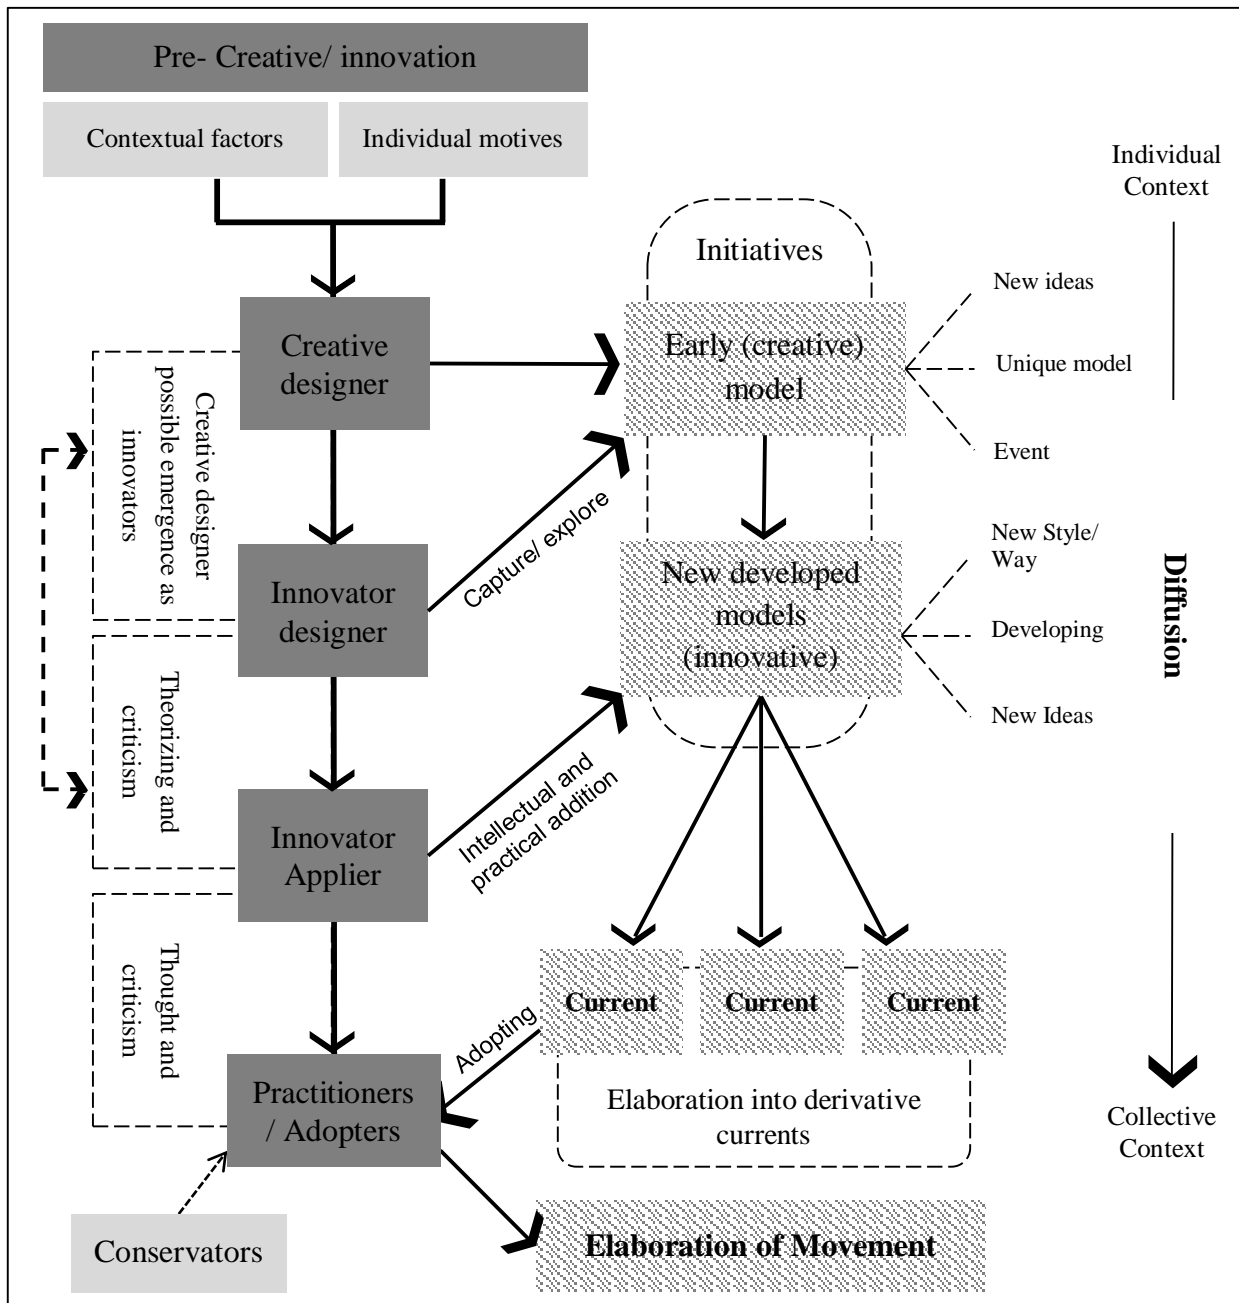 Pre- Creative/ innovation
Contextual factors
Individual motives
Individual
Context
Initiatives
New ideas
Creative
designer
Early (creative)
model
Unique model
Event
Creative designer
possible emergence as
innovators
Capture/ explore
New Style/
Way
Innovator
designer
New developed
models
(innovative)
Developing
Diffusion
New Ideas
Theorizing and
criticism
Intellectual and
practical addition
Innovator
Applier
Thought and
criticism
Current
Current
Current
Adopting
Practitioners
/ Adopters
Elaboration into derivative
currents
Collective
Context
Conservators
Elaboration of Movement